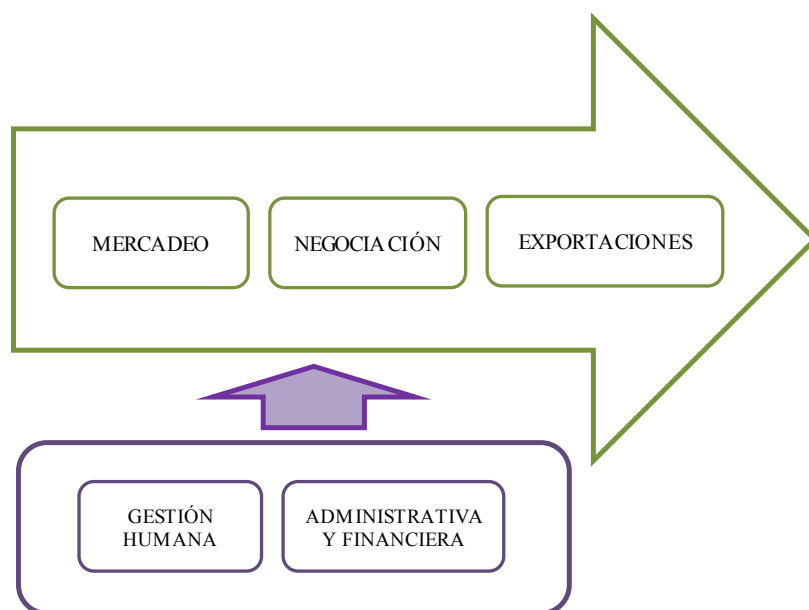 MERCADEO
NEGOCIACIÓN
EXPORTACIONES
GESTIÓN
HUMANA
ADMINISTRATIVA
Y FINANCIERA